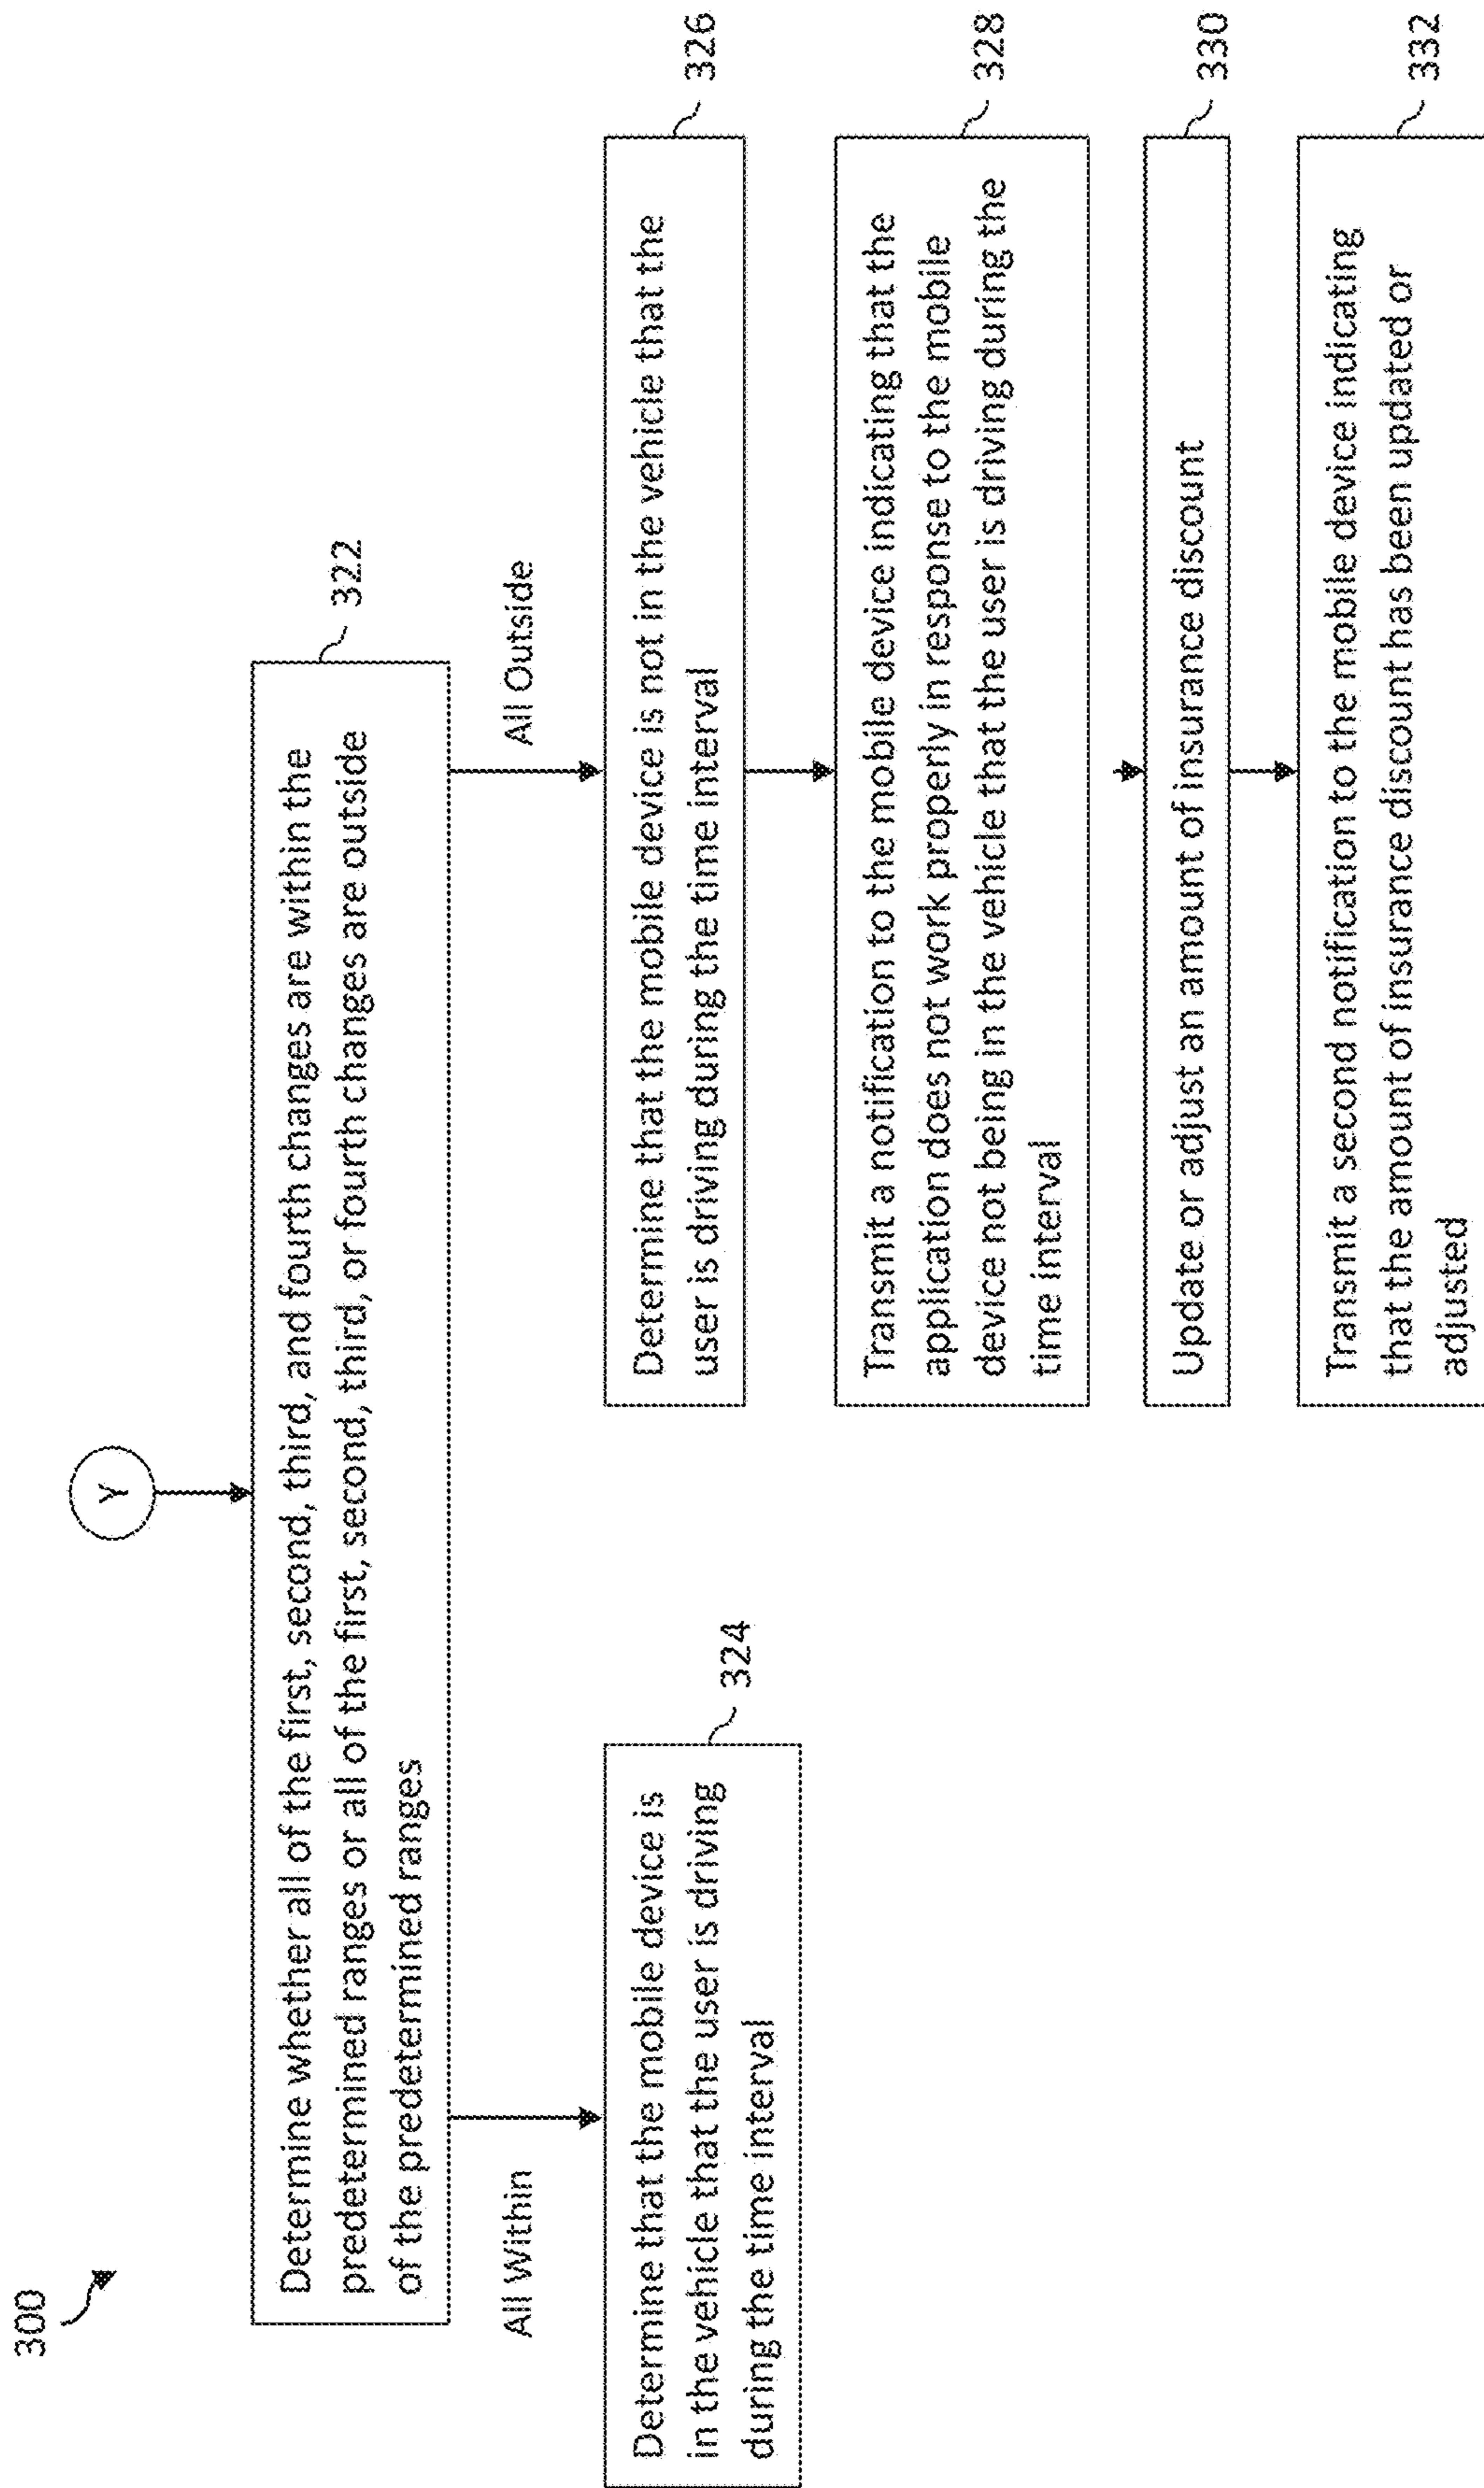 300
Y
322
Determine whether all of the first, second, third, and fourth changes are within the
predetermined ranges or all of the first, second, third, or fourth changes are outside
of the predetermined ranges
All Within
All Outside
324
Determine that the mobile device is
in the vehicle that the user is driving
during the time interval
326
Determine that the mobile device is not in the vehicle that the
user is driving during the time interval
328
Transmit a notification to the mobile device indicating that the
application does not work properly in response to the mobile
device not being in the vehicle that the user is driving during the
time interval
330
Update or adjust an amount of insurance discount
332
Transmit a second notification to the mobile device indicating
that the amount of insurance discount has been updated or
adjusted